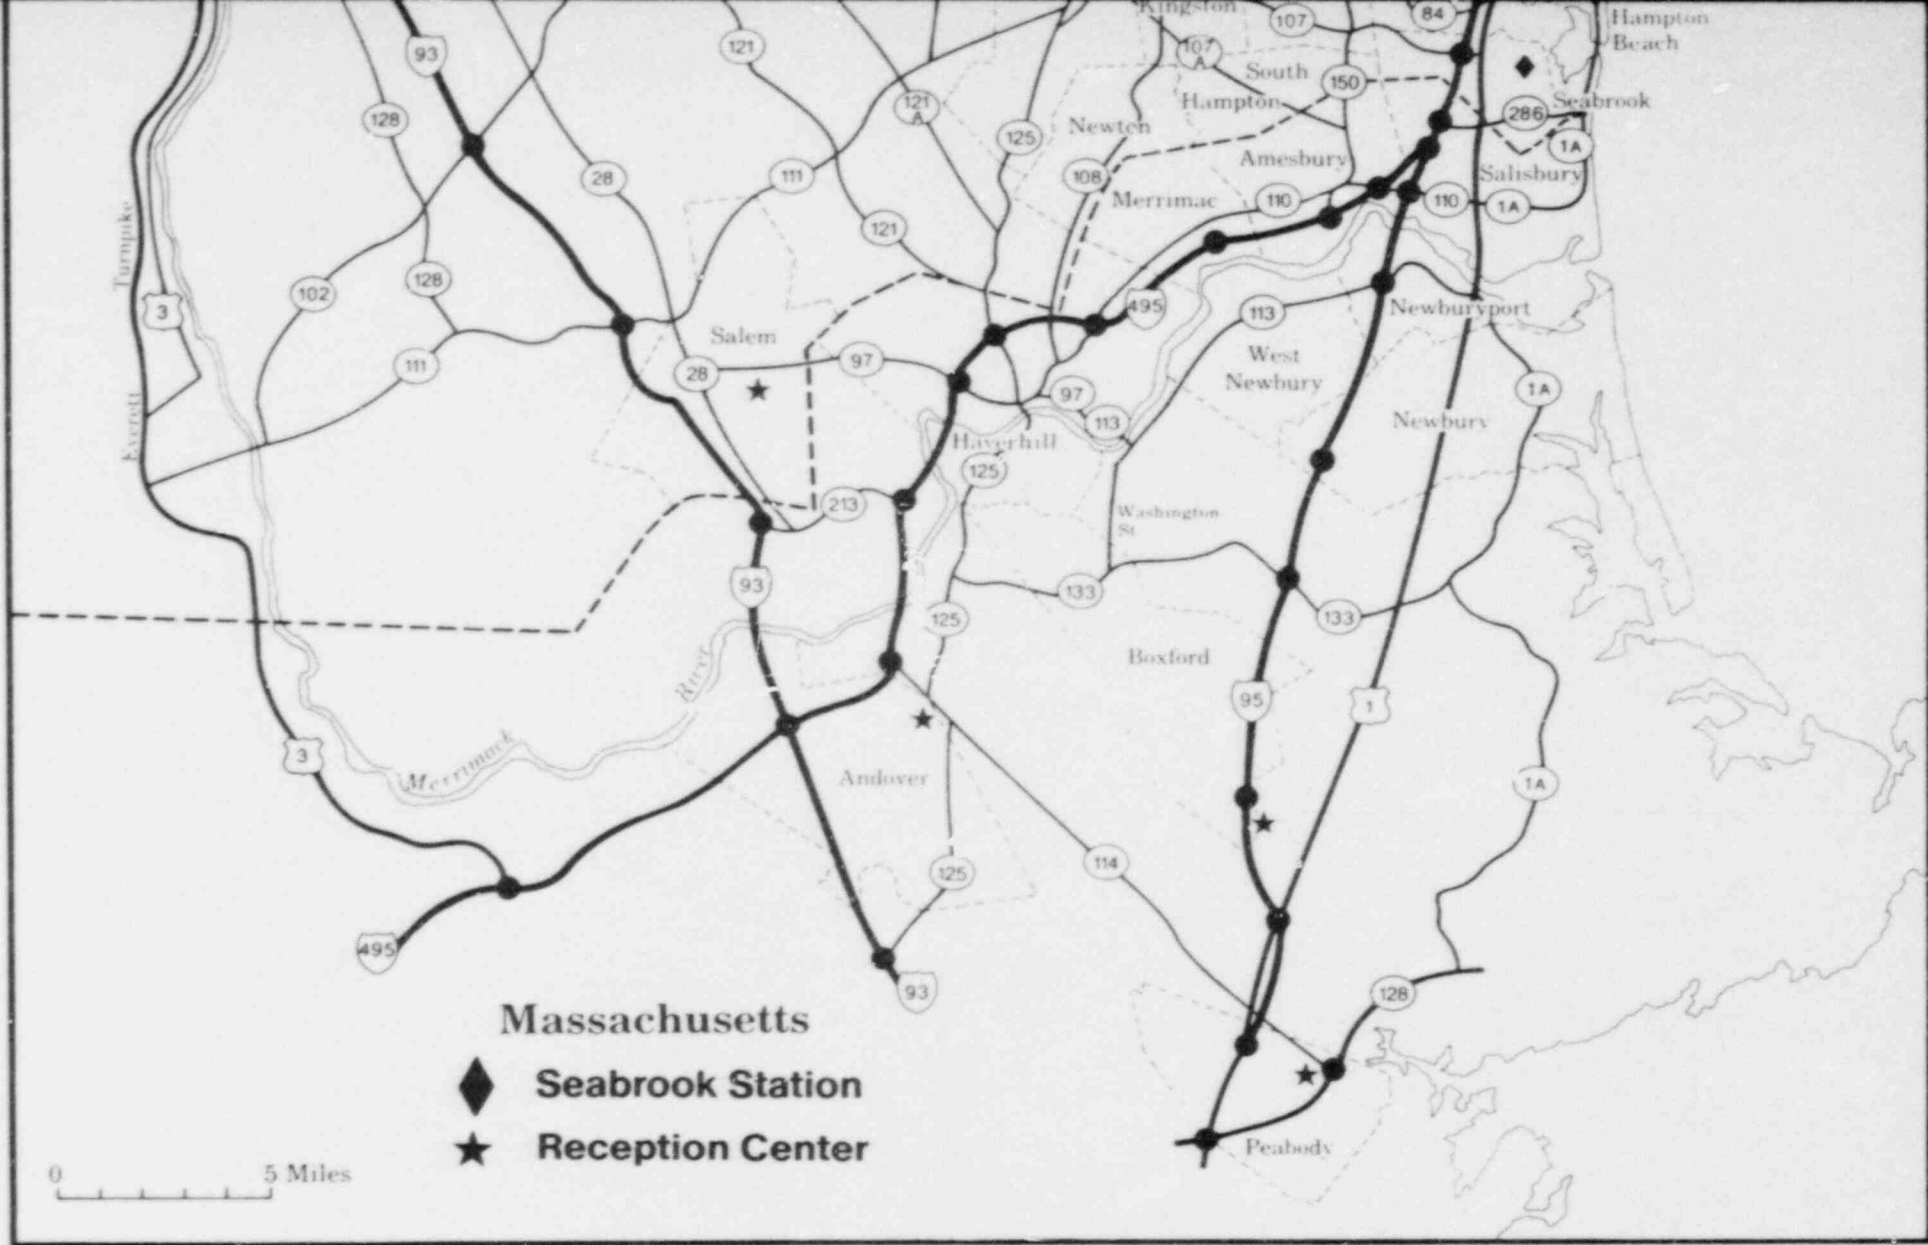 Kingston
107
84
Hampton
Beach
93
121
107
A
South
150
Hampton
Seabrook
286
128
121
A
125
Newton
1A
28
111
108
Amesbury
Salisbury
Merrimac
110
110
1A
121
Turnpike
102
128
3
495
113
Newburyport
Salem
97
West
Newbury
111
28
97
1A
113
Newbury
Everett
Haverhill
125
213
Washington
St
93
133
125
133
Boxford
River
95
1
3
Merrimack
Andover
1A
114
125
495
93
128
Massachusetts
Seabrook Station
Reception Center
Peabody
0 5 Miles